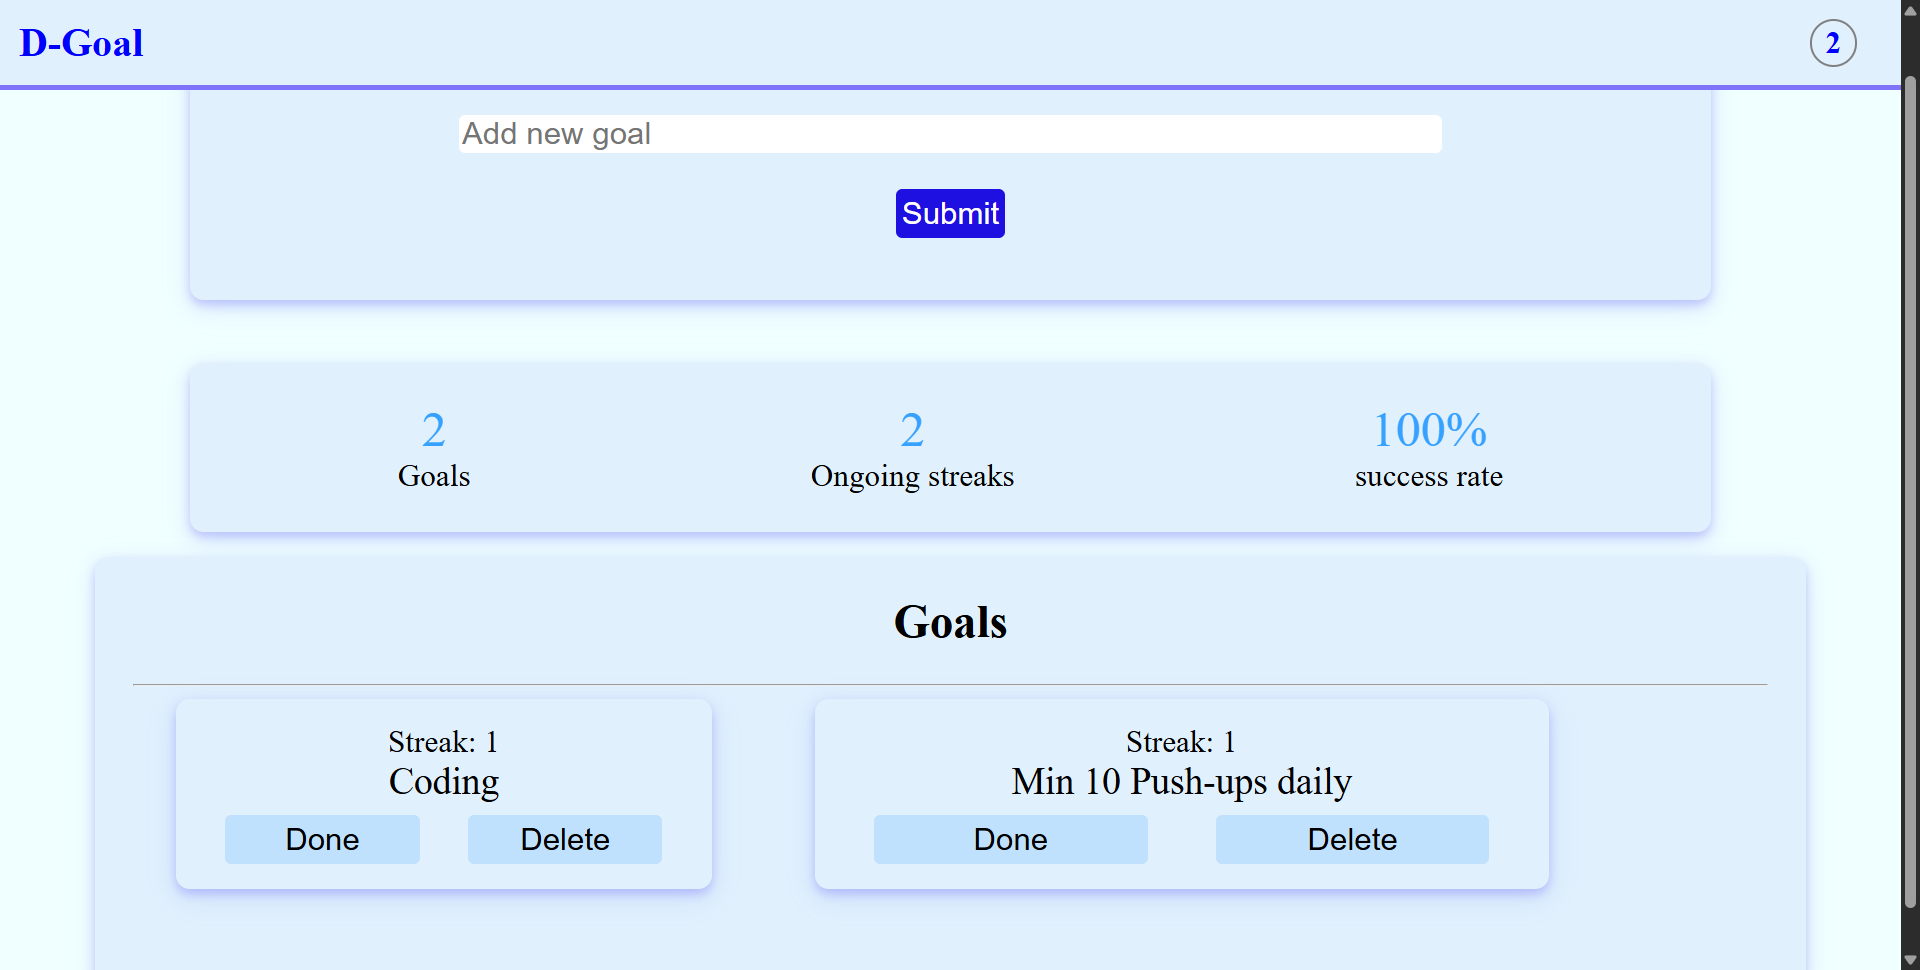 D-Goal
2
Add new goal
Submit
2
Goals
2
Ongoing streaks
100%
success rate
Goals
Streak: 1
Coding
Done
Delete
Streak: 1
Min 10 Push-ups daily
Done
Delete